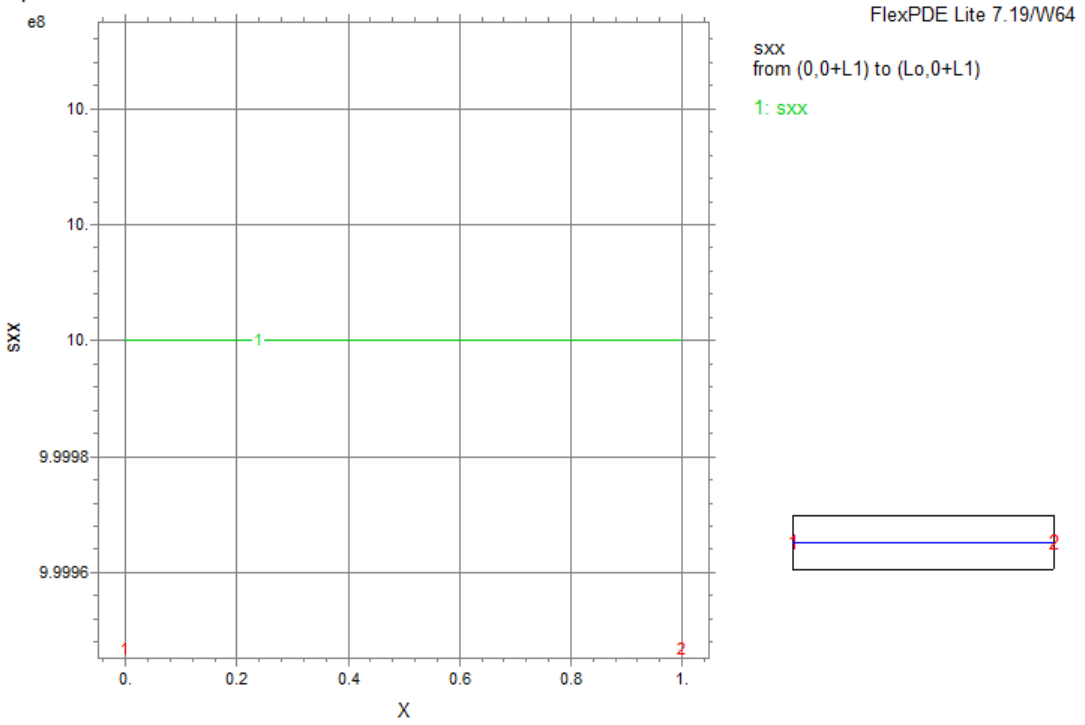 FlexPDE Lite 7.19/W64
e8
sxx
from (0,0+L1) to (Lo,0+L1)
1: sxx
10.
10.
10.
9.9998
9.9996
sxx
1
1
2
1
2
0.
0.2
0.4
0.6
0.8
1.
X